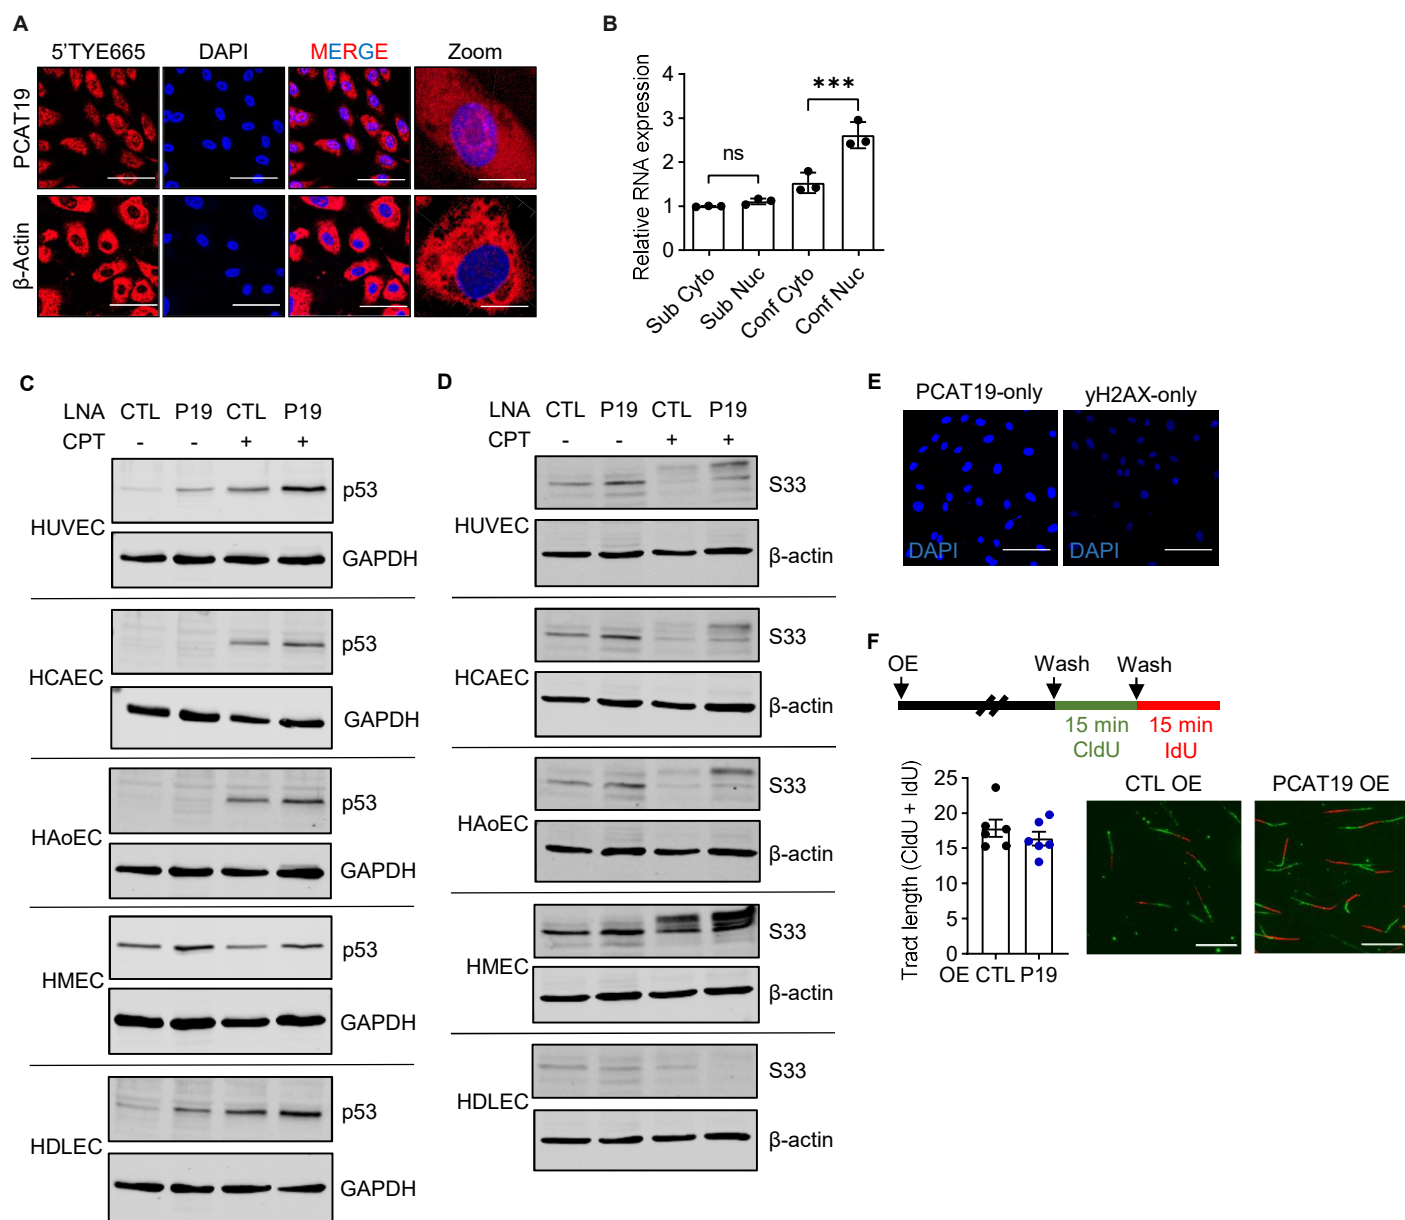 A
5'TYE665 DAPI MERGE Zoom
PCAT19
β-Actin
B
Relative RNA expression
4
3
2
1
0
ns
***
Sub Cyto
Sub Nuc
Conf Cyto
Conf Nuc
C
LNA CTL P19 CTL P19
CPT - - + +
HUVEC
p53
GAPDH
HCAEC
p53
GAPDH
HAoEC
p53
GAPDH
HMEC
p53
GAPDH
HDLEC
p53
GAPDH
D
LNA CTL P19 CTL P19
CPT - - + +
HUVEC
S33
β-actin
HCAEC
S33
β-actin
HAoEC
S33
β-actin
HMEC
S33
β-actin
HDLEC
S33
β-actin
E
PCAT19-only yH2AX-only
DAPI DAPI
F
OE Wash Wash
15 min 15 min
CldU IdU
Tract length (CldU + IdU)
25
20
15
10
5
0
OE CTL P19
CTL OE PCAT19 OE